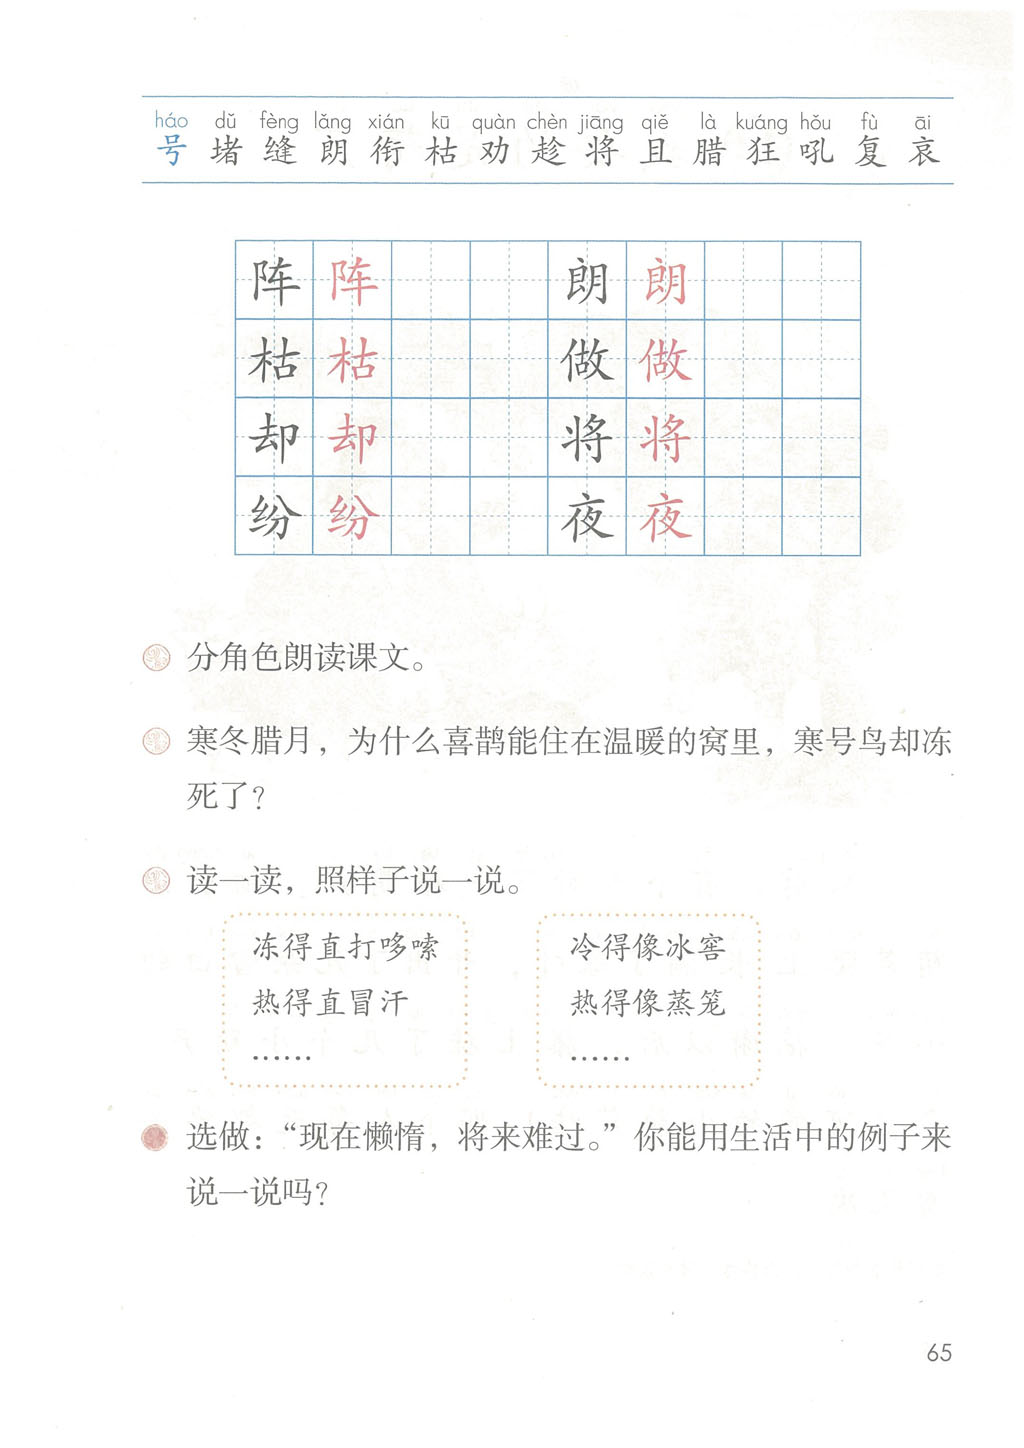 háo dǔ fèng lǎng xián kū quàn chèn jiāng qiě là kuáng hǒu fù āi
号 堵 缝 朗 衔 枯 劝 趁 将 且 腊 狂 吼 复 哀
阵 阵 朗 朗
枯 枯 做 做
却 却 将 将
纷 纷 夜 夜
分角色朗读课文。
寒冬腊月，为什么喜鹊能住在温暖的窝里，寒号鸟却冻
死了？
读一读，照样子说一说。
冻得直打哆嗦
热得直冒汗
……
冷得像冰窖
热得像蒸笼
……
选做：“现在懒惰，将来难过。”你能用生活中的例子来
说一说吗？
65